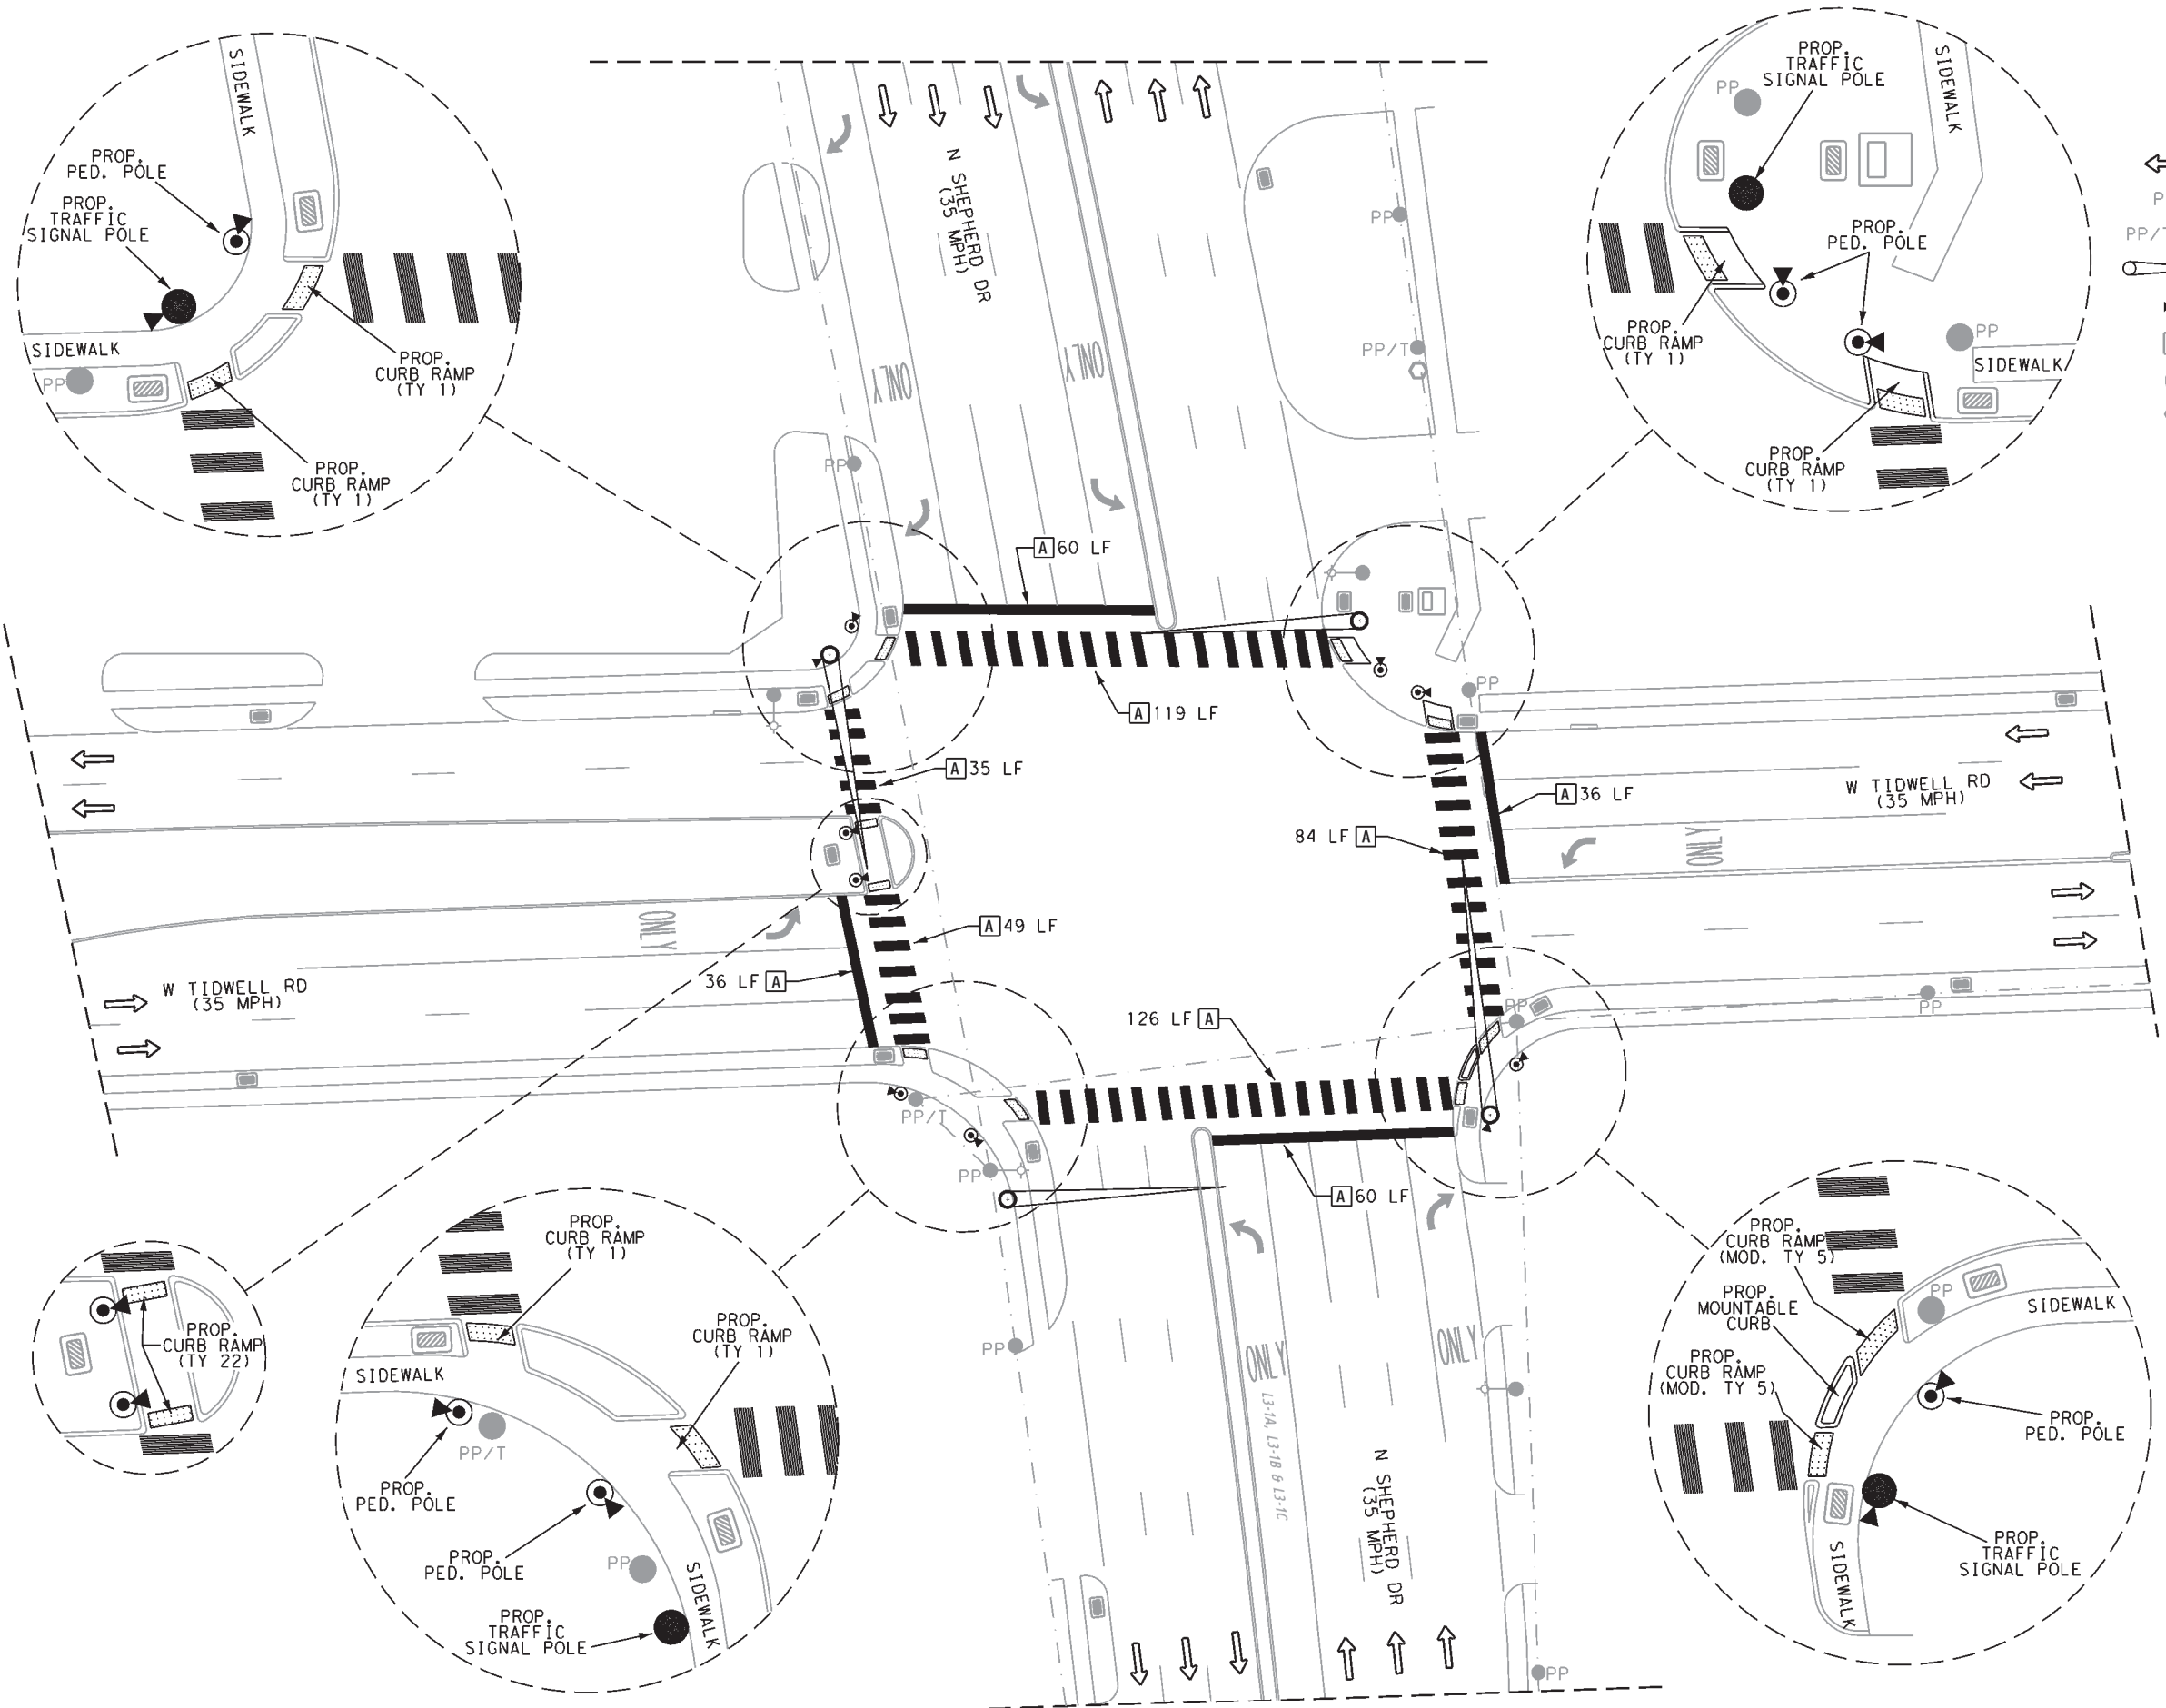 SIDEWALK
PROP.
PED. POLE
PROP.
TRAFFIC
SIGNAL POLE
SIDEWALK
PP
PROP.
CURB RAMP
(TY 1)
PROP.
CURB RAMP
(TY 1)
N SHEPHERD DR
(35 MPH)
ONLY
ONLY
PP
PP
PP/T
PROP.
TRAFFIC
SIGNAL POLE
SIDEWALK
PP
PROP.
PED. POLE
PROP.
CURB RAMP
(TY 1)
PP
SIDEWALK
PROP.
CURB RAMP
(TY 1)
P
PP/T
A 60 LF
A 119 LF
PP
A 35 LF
A 36 LF
W TIDWELL RD
(35 MPH)
84 LF A
ONLY
ONLY
A 49 LF
36 LF A
W TIDWELL RD
(35 MPH)
126 LF A
PP
PP
PP/T
PP
A 60 LF
PP
ONLY
ONLY
L3-1A, L3-1B & L3-1C
N SHEPHERD DR
(35 MPH)
PP
PROP.
CURB RAMP
(TY 22)
PROP.
CURB RAMP
(TY 1)
PROP.
CURB RAMP
(TY 1)
SIDEWALK
PP/T
PROP.
PED. POLE
PROP.
PED. POLE
PP
PROP.
TRAFFIC
SIGNAL POLE
SIDEWALK
PROP.
CURB RAMP
(MOD. TY 5)
PROP.
MOUNTABLE
CURB
PP
SIDEWALK
PROP.
CURB RAMP
(MOD. TY 5)
PROP.
PED. POLE
PROP.
TRAFFIC
SIGNAL POLE
SIDEWALK